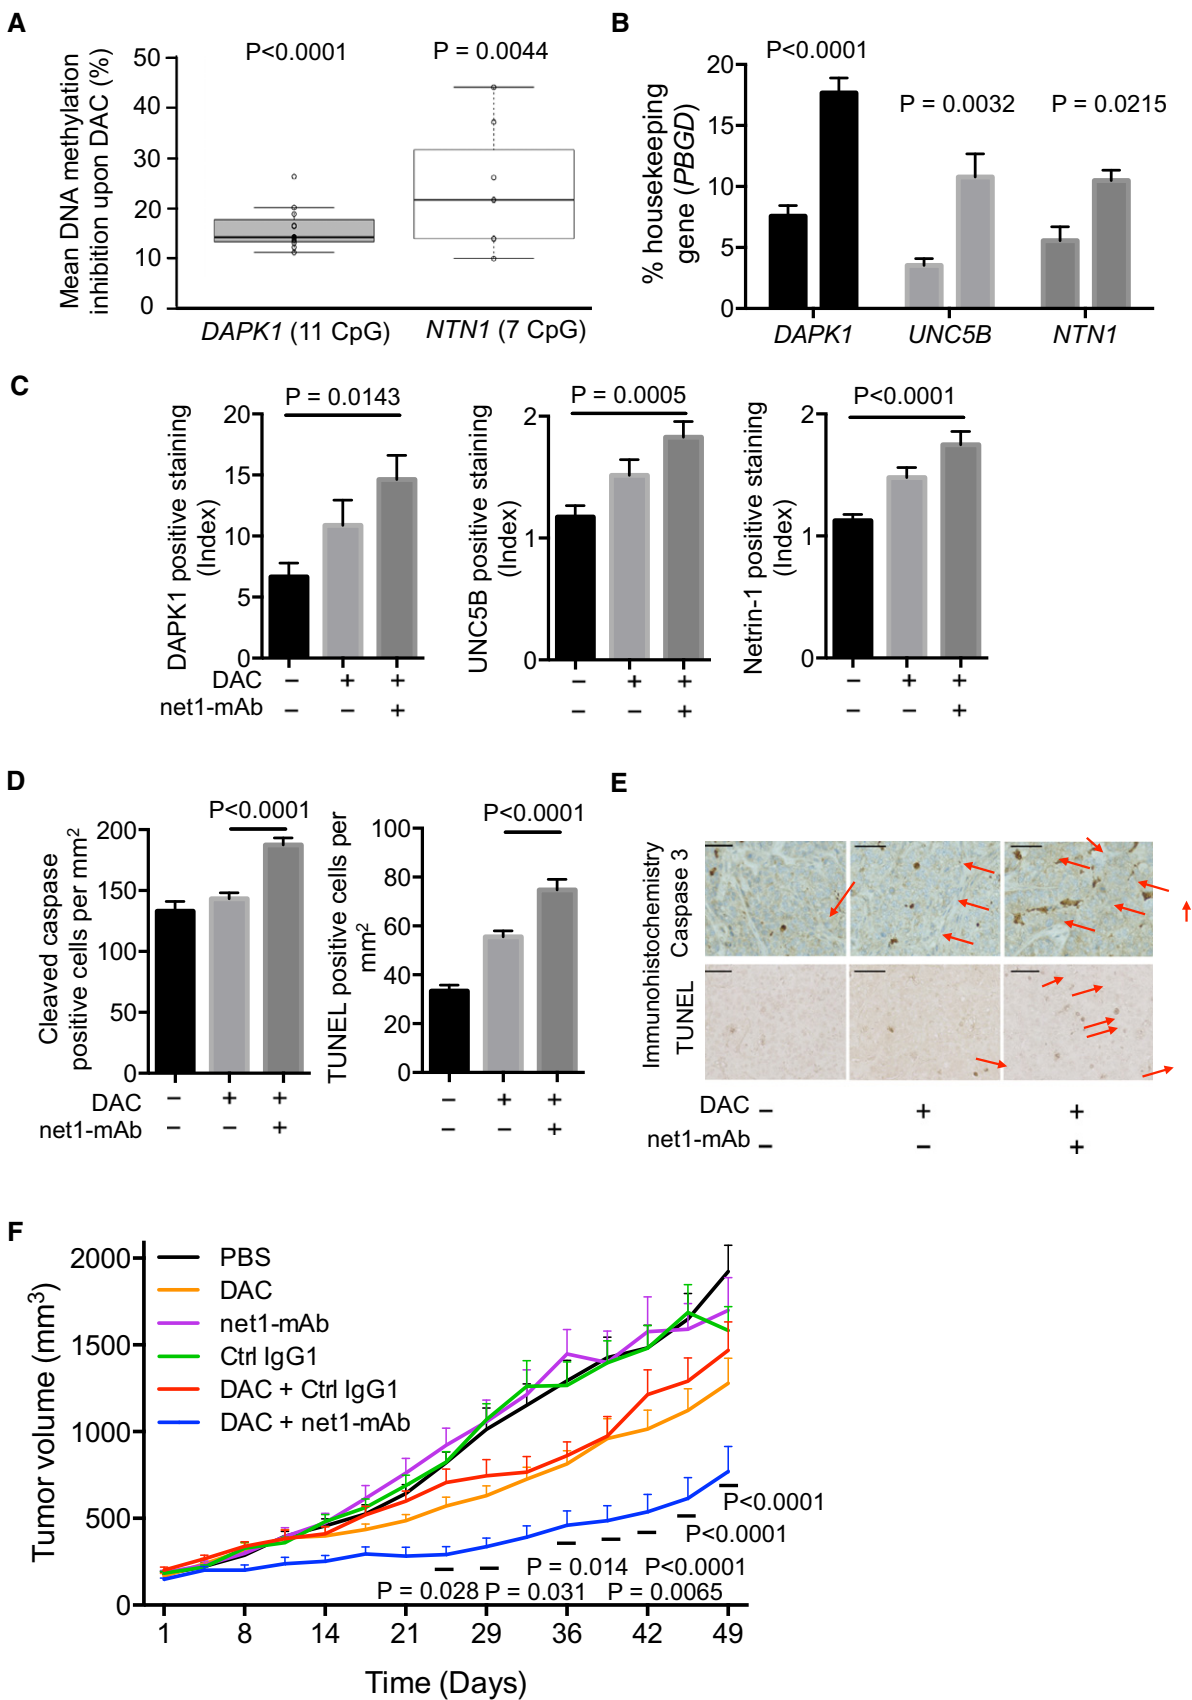 A
P<0.0001
P = 0.0044
Mean DNA methylation
inhibition upon DAC (%)
50
40
30
20
10
0
DAPK1 (11 CpG)
NTN1 (7 CpG)
B
P<0.0001
P = 0.0032
P = 0.0215
% housekeeping
gene (PBGD)
20
15
10
5
0
DAPK1
UNC5B
NTN1
C
P = 0.0143
DAPK1 positive staining
(Index)
20
15
10
5
0
P = 0.0005
UNC5B positive staining
(Index)
2
1
0
P<0.0001
Netrin-1 positive staining
(Index)
2
1
0
DAC – + + – + + – + +
net1-mAb – – + – – + – – +
D
P<0.0001
Cleaved caspase
positive cells per mm2
200
150
100
50
0
P<0.0001
TUNEL positive cells per
mm2
100
80
60
40
20
0
DAC – + + – + +
net1-mAb – – + – – +
E
Immunohistochemistry
Caspase 3
TUNEL
DAC – + +
net1-mAb – – +
F
Tumor volume (mm3)
2000
1500
1000
500
0
PBS
DAC
net1-mAb
Ctrl IgG1
DAC + Ctrl IgG1
DAC + net1-mAb
P<0.0001
P<0.0001
P = 0.014 P<0.0001
P = 0.028 P = 0.031 P = 0.0065
1 8 14 21 29 36 42 49
Time (Days)